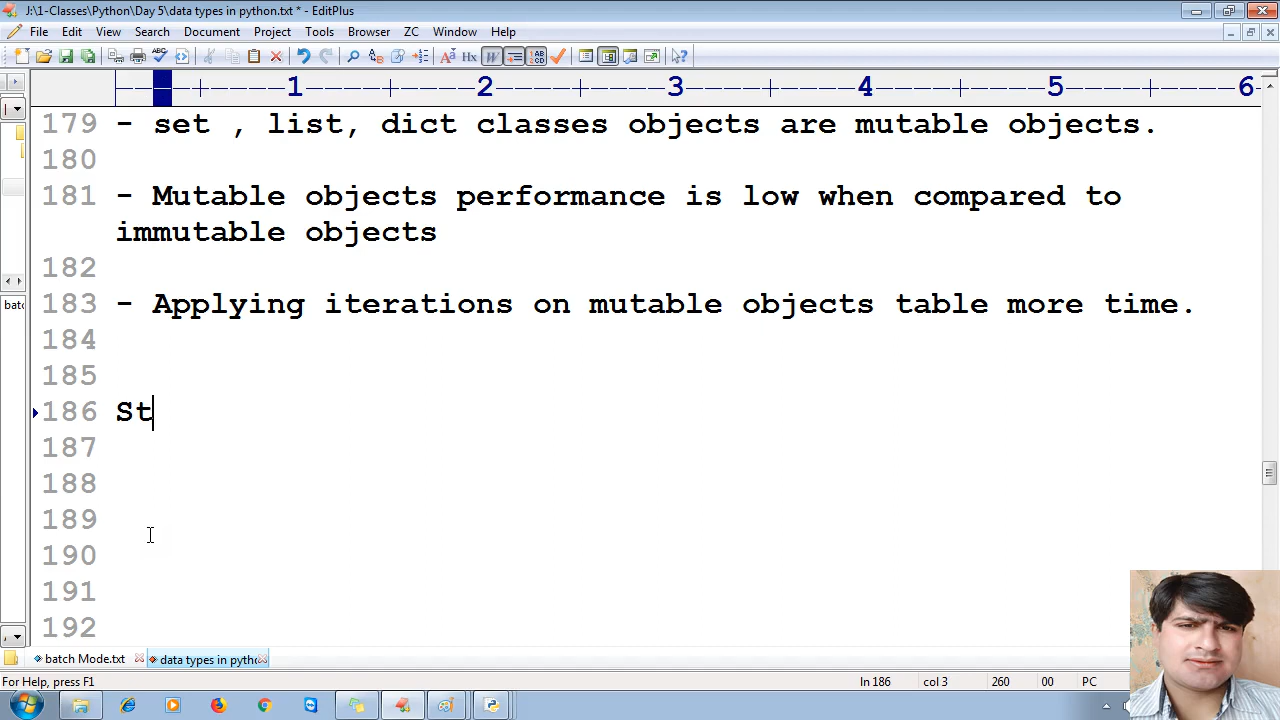 J:\1-Classes\Python\Day 5\data types in python.txt * - EditPlus
File Edit View Search Document Project Tools Browser ZC Window Help
1 2 3 4 5 6
179 - set , list, dict classes objects are mutable objects.
180
181 - Mutable objects performance is low when compared to
immutable objects
182
183 - Applying iterations on mutable objects table more time.
184
185
186 St
187
188
189
190
191
192
batc
batch Mode.txt data types in pytho
For Help, press F1 ln 186 col 3 260 00 PC